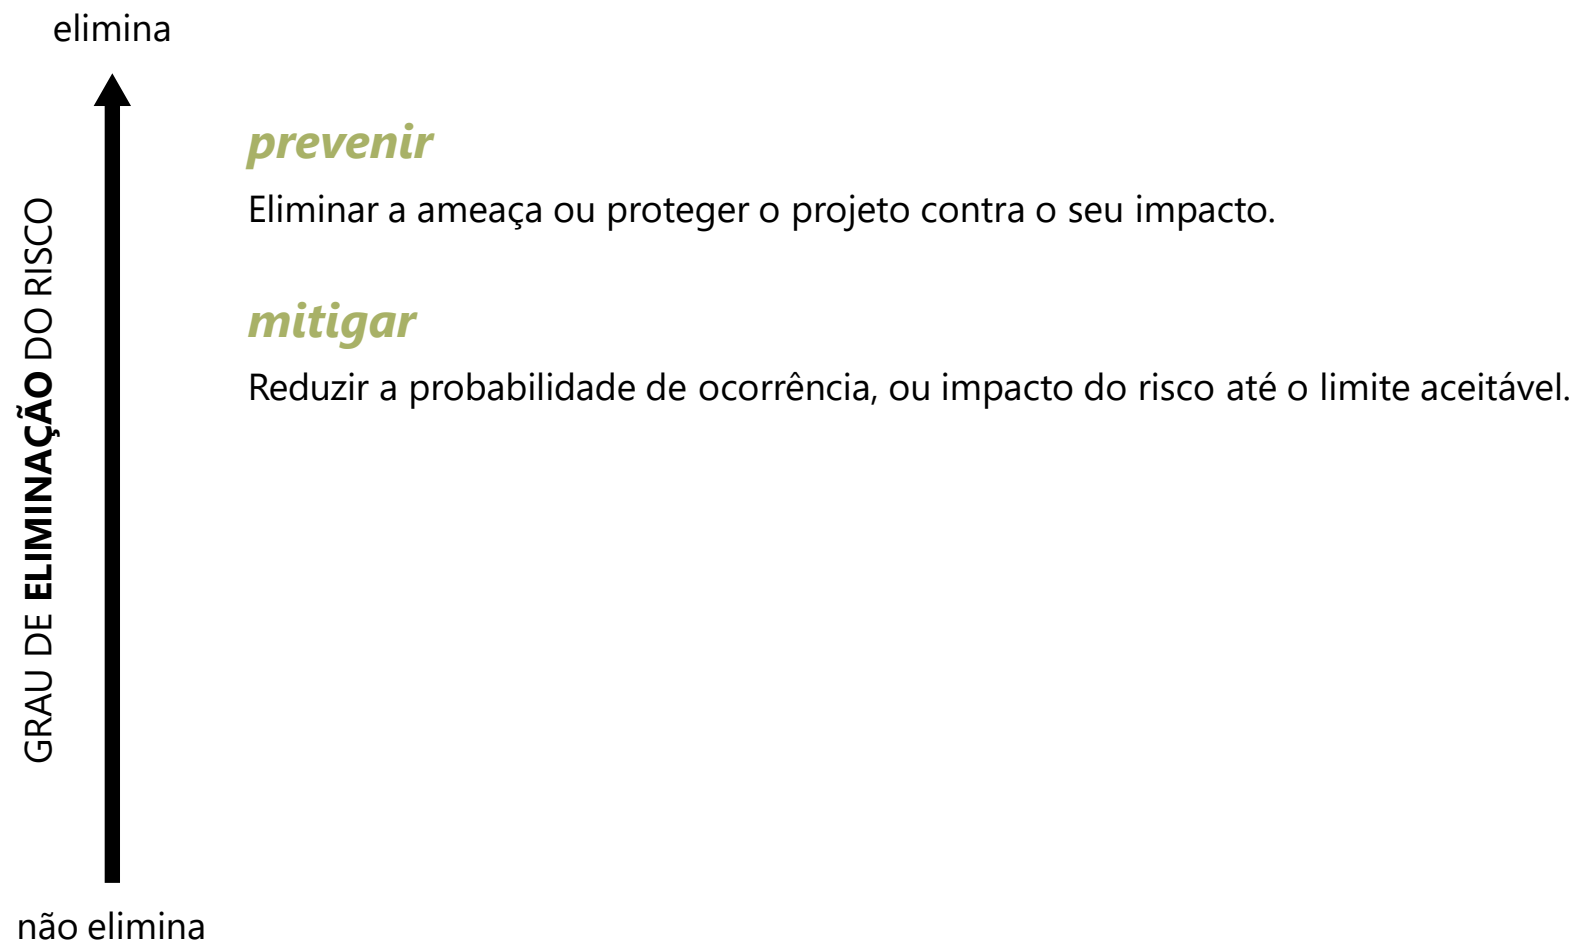 elimina
GRAU DE ELIMINAÇÃO DO RISCO
prevenir
Eliminar a ameaça ou proteger o projeto contra o seu impacto.
mitigar
Reduzir a probabilidade de ocorrência, ou impacto do risco até o limite aceitável.
não elimina